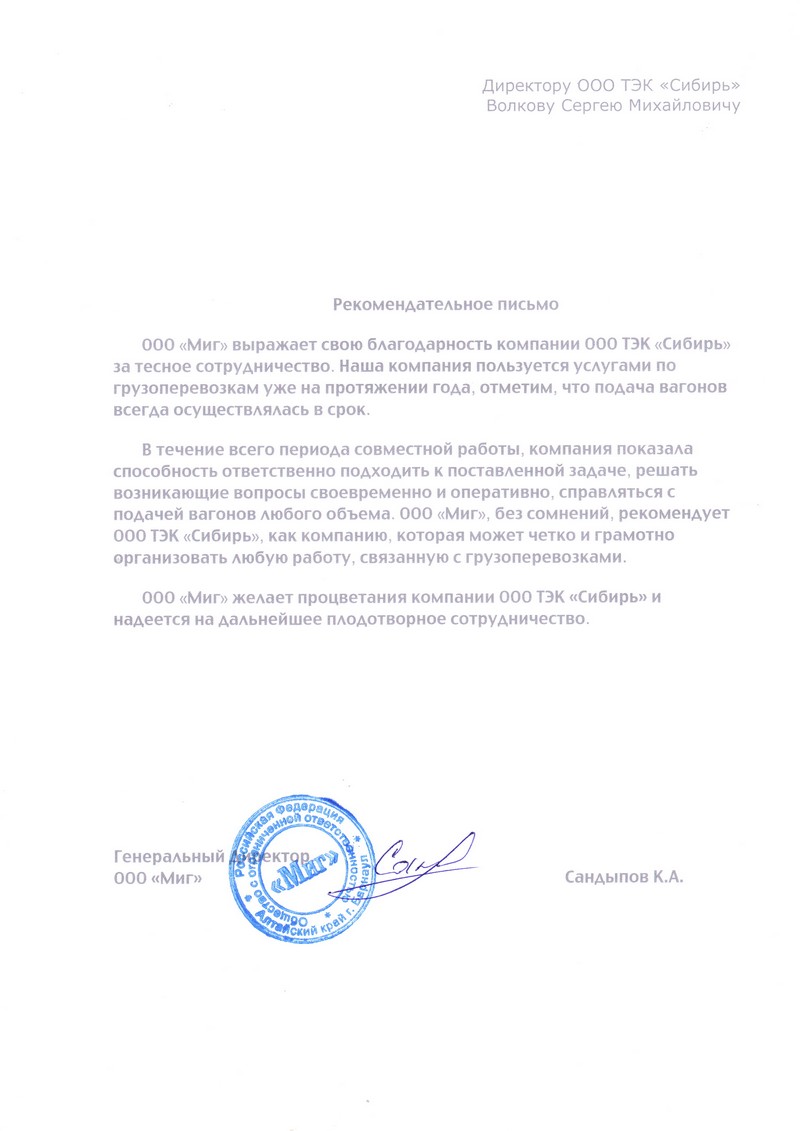 Директору ООО ТЭК «Сибирь»
Волкову Сергею Михайловичу
Рекомендательное письмо
ООО «Миг» выражает свою благодарность компании ООО ТЭК «Сибирь»
за тесное сотрудничество. Наша компания пользуется услугами по
грузоперевозкам уже на протяжении года, отметим, что подача вагонов
всегда осуществлялась в срок.
В течение всего периода совместной работы, компания показала
способность ответственно подходить к поставленной задаче, решать
возникающие вопросы своевременно и оперативно, справляться с
подачей вагонов любого объема. ООО «Миг», без сомнений, рекомендует
ООО ТЭК «Сибирь», как компанию, которая может четко и грамотно
организовать любую работу, связанную с грузоперевозками.
ООО «Миг» желает процветания компании ООО ТЭК «Сибирь» и
надеется на дальнейшее плодотворное сотрудничество.
Генеральный директор
ООО «Миг»
Сандыпов К.А.
Российская Федерация
Общество с ограниченной ответственностью
«Миг»
Алтайский край г. Барнаул